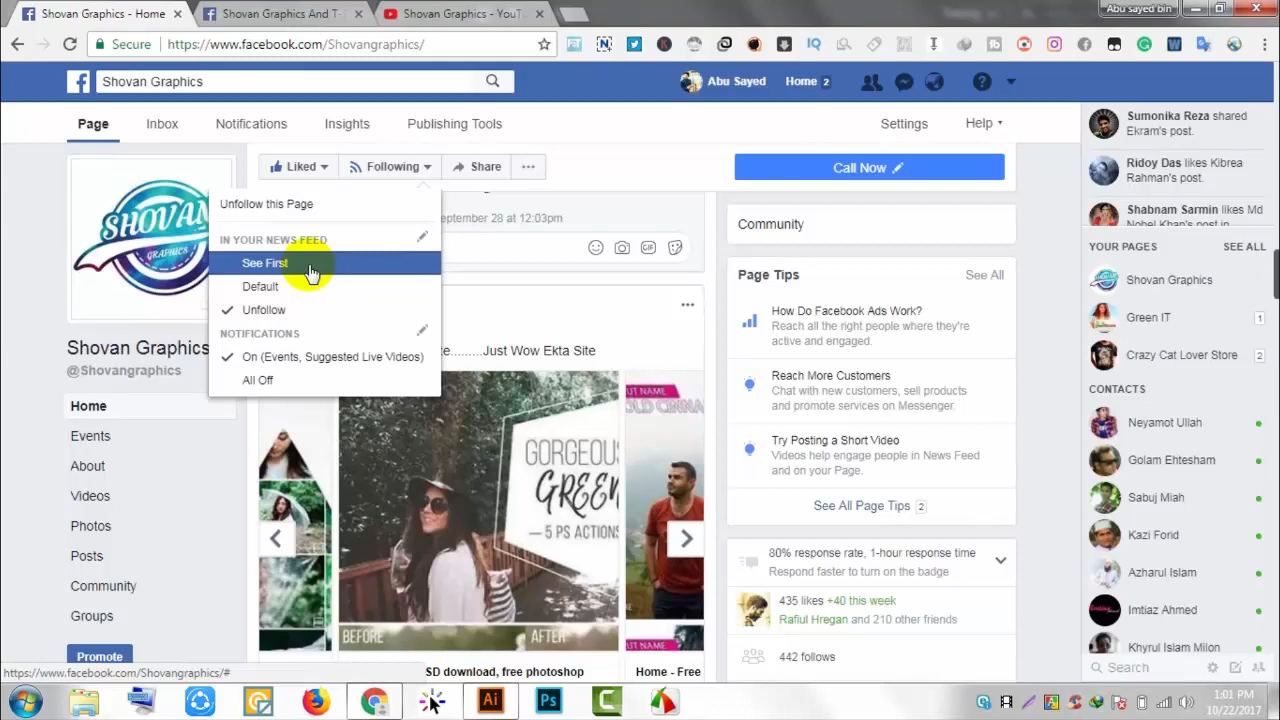 Shovan Graphics - Home
Shovan Graphics And T-
Shovan Graphics - YouT
Abu sayed bin
Secure
https://www.facebook.com/Shovangraphics/
Shovan Graphics
Abu Sayed
Home 2
Page
Inbox
Notifications
Insights
Publishing Tools
Settings
Help
Liked
Following
Share
Call Now
Unfollow this Page
IN YOUR NEWS FEED
See First
Default
Unfollow
NOTIFICATIONS
On (Events, Suggested Live Videos)
All Off
SHOVAN
GRAPHICS
Shovan Graphics
@Shovangraphics
Home
Events
About
Videos
Photos
Posts
Community
Groups
Promote
eptember 28 at 12:03pm
GIF
Just Wow Ekta Site
GORGEOUS
GREEN
5 PS ACTIONS
BEFORE
AFTER
UT NAME
SD download, free photoshop
Home - Free
Community
Page Tips
See All
How Do Facebook Ads Work?
Reach all the right people where they're
active and engaged.
Reach More Customers
Chat with new customers, sell products
and promote services on Messenger.
Try Posting a Short Video
Videos help engage people in News Feed
and on your Page.
See All Page Tips 2
80% response rate, 1-hour response time
Respond faster to turn on the badge
435 likes +40 this week
Rafiul Hregan and 210 other friends
442 follows
Sumonika Reza shared
Ekram's post.
Ridoy Das likes Kibrea
Rahman's post.
Shabnam Sarmin likes Md
Nobel Khan's post in
YOUR PAGES
SEE ALL
Shovan Graphics
Green IT
1
Crazy Cat Lover Store
2
CONTACTS
Neyamot Ullah
Golam Ehtesham
Sabuj Miah
Kazi Forid
Azharul Islam
Imtiaz Ahmed
Khyrul Islam Milon
Search
https://www.facebook.com/Shovangraphics/#
Ai
Ps
1:01 PM
10/22/2017